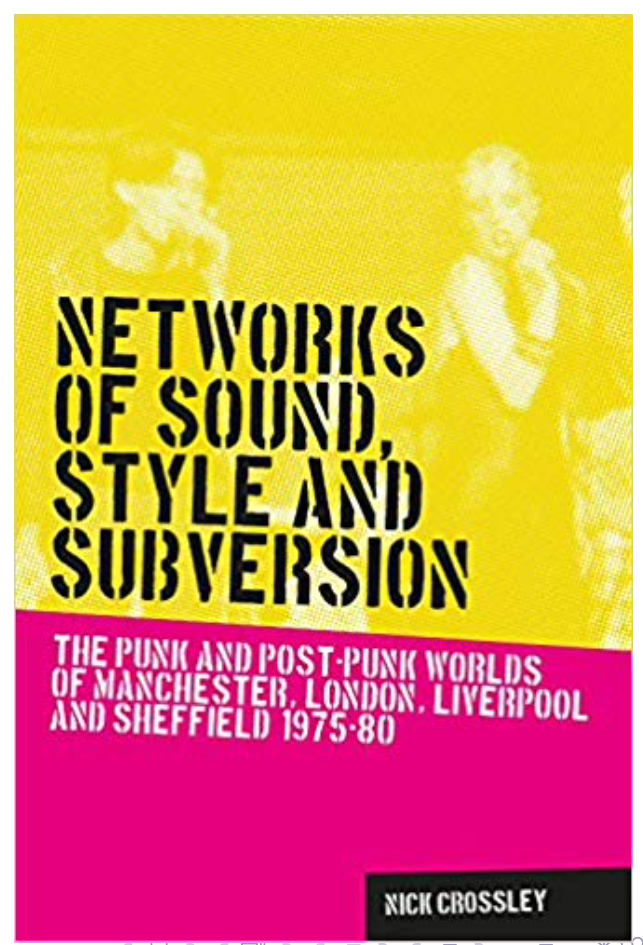 NETWORKS
OF SOUND,
STYLE AND
SUBVERSION
THE PUNK AND POST-PUNK WORLDS
OF MANCHESTER, LONDON, LIVERPOOL
AND SHEFFIELD 1975-80
NICK CROSSLEY